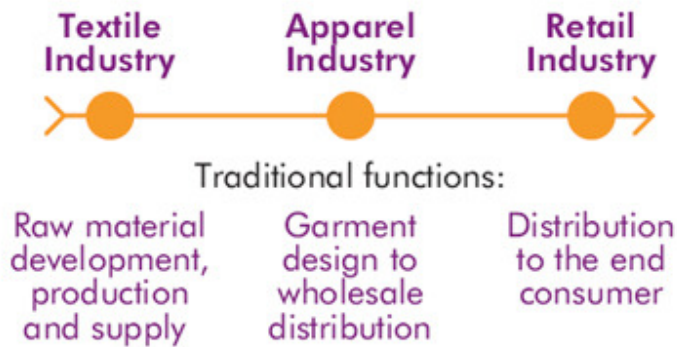 Textile
Industry
Apparel
Industry
Retail
Industry
Traditional functions:
Raw material
development,
production
and supply
Garment
design to
wholesale
distribution
Distribution
to the end
consumer